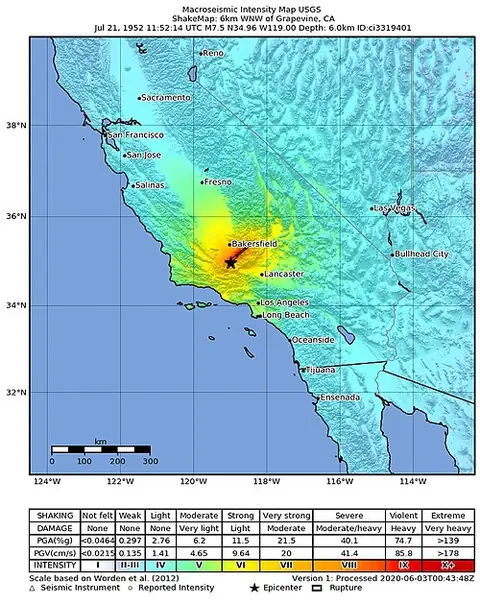 Macroseismic Intensity Map USGS
ShakeMap: 6km WNW of Grapevine, CA
Jul 21, 1952 11:52:14 UTC M7.5 N34.96 W119.00 Depth: 6.0km ID:ci3319401
Reno
Sacramento
38°N
San Francisco
San Jose
Salinas
Fresno
36°N
Las Vegas
Bakersfield
Bullhead City
Lancaster
34°N
Los Angeles
Long Beach
Oceanside
Tijuana
32°N
Ensenada
km
0 100 200 300
124°W 122°W 120°W 118°W 116°W 114°W
SHAKING Not felt Weak Light Moderate Strong Very strong Severe Violent Extreme
DAMAGE None None None Very light Light Moderate Moderate/heavy Heavy Very heavy
PGA(%g) <0.0464 0.297 2.76 6.2 11.5 21.5 40.1 74.7 >139
PGV(cm/s) <0.0215 0.135 1.41 4.65 9.64 20 41.4 85.8 >178
INTENSITY I II-III IV V VI VII VIII IX X+
Scale based on Worden et al. (2012) Version 1: Processed 2020-06-03T00:43:48Z
△ Seismic Instrument ○ Reported Intensity ★ Epicenter □ Rupture